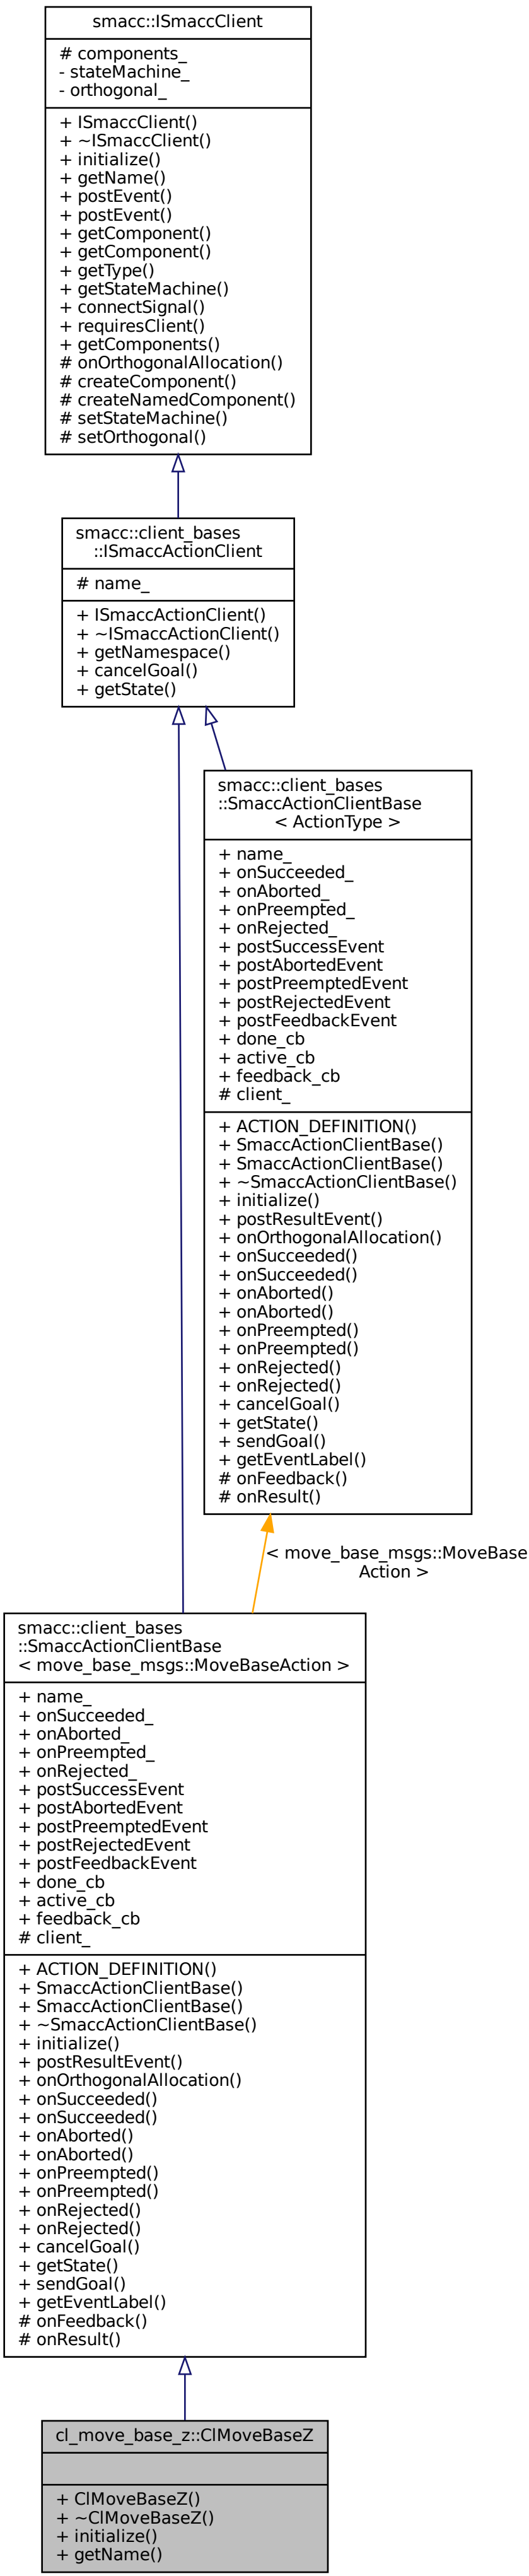 smacc::ISmaccClient
# components_
- stateMachine_
- orthogonal_
+ ISmaccClient()
+ ~ISmaccClient()
+ initialize()
+ getName()
+ postEvent()
+ postEvent()
+ getComponent()
+ getComponent()
+ getType()
+ getStateMachine()
+ connectSignal()
+ requiresClient()
+ getComponents()
# onOrthogonalAllocation()
# createComponent()
# createNamedComponent()
# setStateMachine()
# setOrthogonal()
smacc::client_bases
::ISmaccActionClient
# name_
+ ISmaccActionClient()
+ ~ISmaccActionClient()
+ getNamespace()
+ cancelGoal()
+ getState()
smacc::client_bases
::SmaccActionClientBase
< ActionType >
+ name_
+ onSucceeded_
+ onAborted_
+ onPreempted_
+ onRejected_
+ postSuccessEvent
+ postAbortedEvent
+ postPreemptedEvent
+ postRejectedEvent
+ postFeedbackEvent
+ done_cb
+ active_cb
+ feedback_cb
# client_
+ ACTION_DEFINITION()
+ SmaccActionClientBase()
+ SmaccActionClientBase()
+ ~SmaccActionClientBase()
+ initialize()
+ postResultEvent()
+ onOrthogonalAllocation()
+ onSucceeded()
+ onSucceeded()
+ onAborted()
+ onAborted()
+ onPreempted()
+ onPreempted()
+ onRejected()
+ onRejected()
+ cancelGoal()
+ getState()
+ sendGoal()
+ getEventLabel()
# onFeedback()
# onResult()
< move_base_msgs::MoveBase
Action >
smacc::client_bases
::SmaccActionClientBase
< move_base_msgs::MoveBaseAction >
+ name_
+ onSucceeded_
+ onAborted_
+ onPreempted_
+ onRejected_
+ postSuccessEvent
+ postAbortedEvent
+ postPreemptedEvent
+ postRejectedEvent
+ postFeedbackEvent
+ done_cb
+ active_cb
+ feedback_cb
# client_
+ ACTION_DEFINITION()
+ SmaccActionClientBase()
+ SmaccActionClientBase()
+ ~SmaccActionClientBase()
+ initialize()
+ postResultEvent()
+ onOrthogonalAllocation()
+ onSucceeded()
+ onSucceeded()
+ onAborted()
+ onAborted()
+ onPreempted()
+ onPreempted()
+ onRejected()
+ onRejected()
+ cancelGoal()
+ getState()
+ sendGoal()
+ getEventLabel()
# onFeedback()
# onResult()
cl_move_base_z::ClMoveBaseZ
+ ClMoveBaseZ()
+ ~ClMoveBaseZ()
+ initialize()
+ getName()